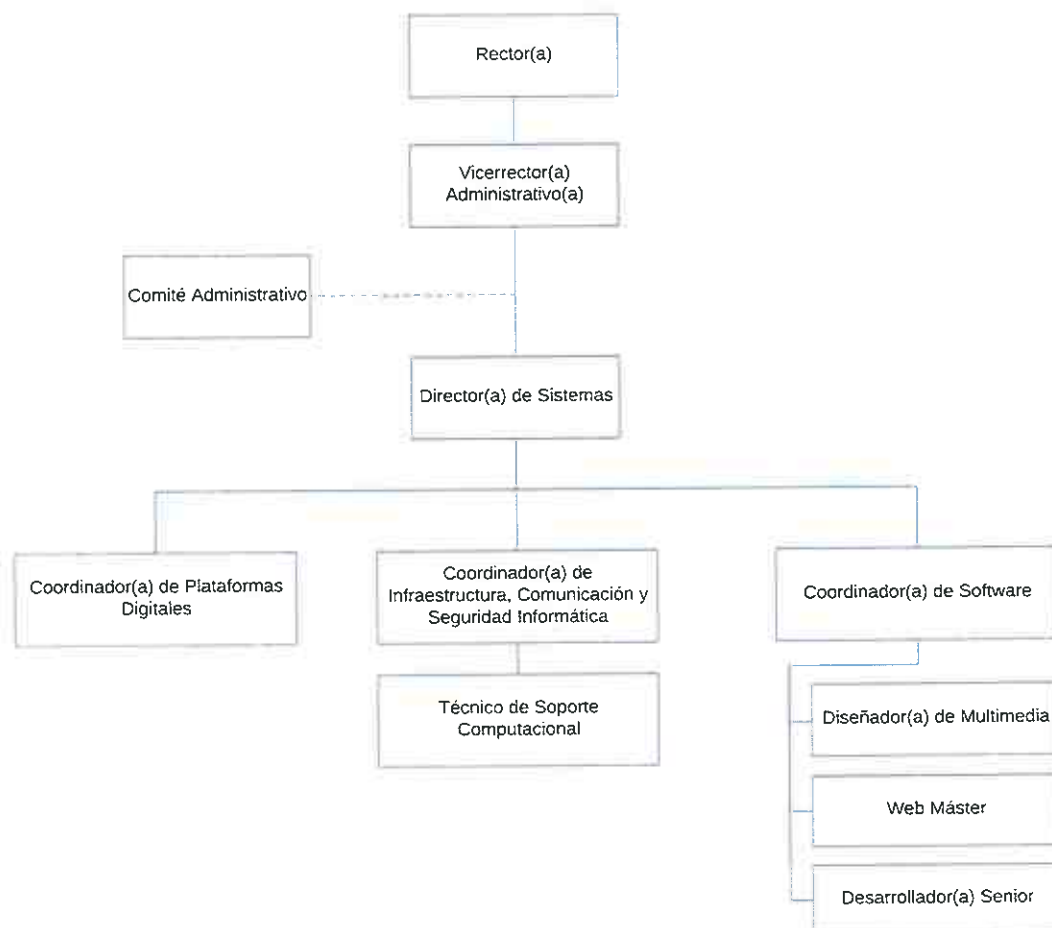 Rector(a)
Vicerrector(a)
Administrativo(a)
Comité Administrativo
Director(a) de Sistemas
Coordinador(a) de Plataformas
Digitales
Coordinador(a) de
Infraestructura, Comunicación y
Seguridad Informática
Coordinador(a) de Software
Técnico de Soporte
Computacional
Diseñador(a) de Multimedia
Web Máster
Desarrollador(a) Senior